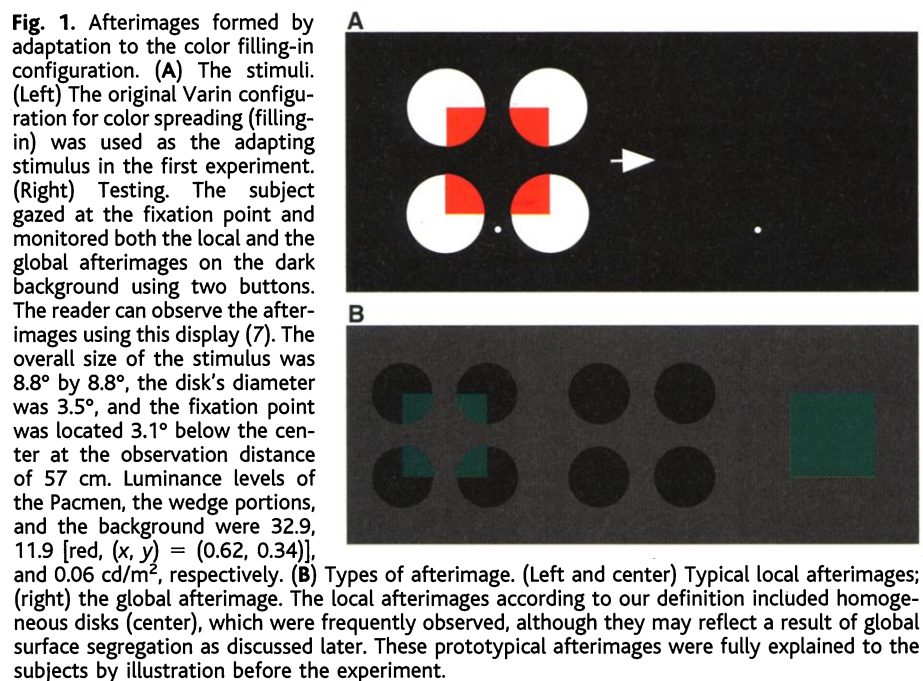 Fig. 1. Afterimages formed by
adaptation to the color filling-in
configuration. (A) The stimuli.
(Left) The original Varin configu-
ration for color spreading (filling-
in) was used as the adapting
stimulus in the first experiment.
(Right) Testing. The subject
gazed at the fixation point and
monitored both the local and the
global afterimages on the dark
background using two buttons.
The reader can observe the after-
images using this display (7). The
overall size of the stimulus was
8.8° by 8.8°, the disk's diameter
was 3.5°, and the fixation point
was located 3.1° below the cen-
ter at the observation distance
of 57 cm. Luminance levels of
the Pacmen, the wedge portions,
and the background were 32.9,
11.9 [red, (x, y) = (0.62, 0.34)],
and 0.06 cd/m², respectively. (B) Types of afterimage. (Left and center) Typical local afterimages;
(right) the global afterimage. The local afterimages according to our definition included homoge-
neous disks (center), which were frequently observed, although they may reflect a result of global
surface segregation as discussed later. These prototypical afterimages were fully explained to the
subjects by illustration before the experiment.
A
B